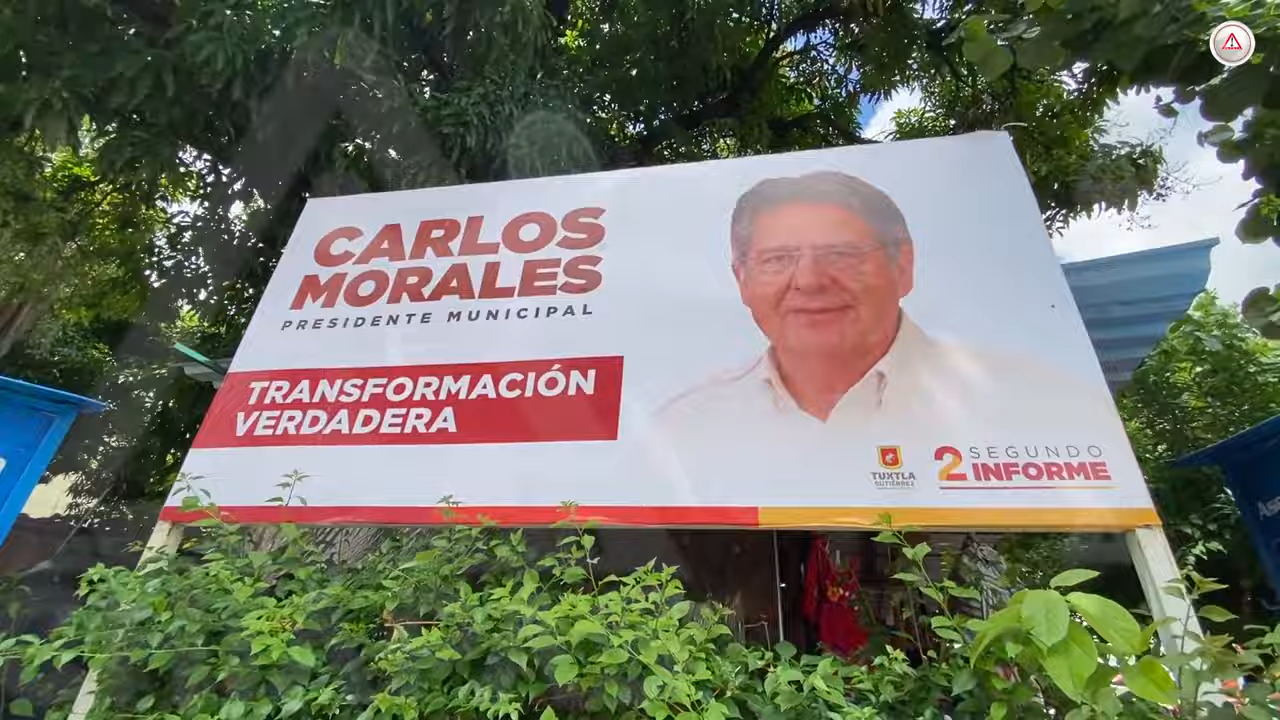 CARLOS
MORALES
PRESIDENTE MUNICIPAL
TRANSFORMACIÓN
VERDADERA
TUXTLA
GUTIÉRREZ
2 SEGUNDO
INFORME